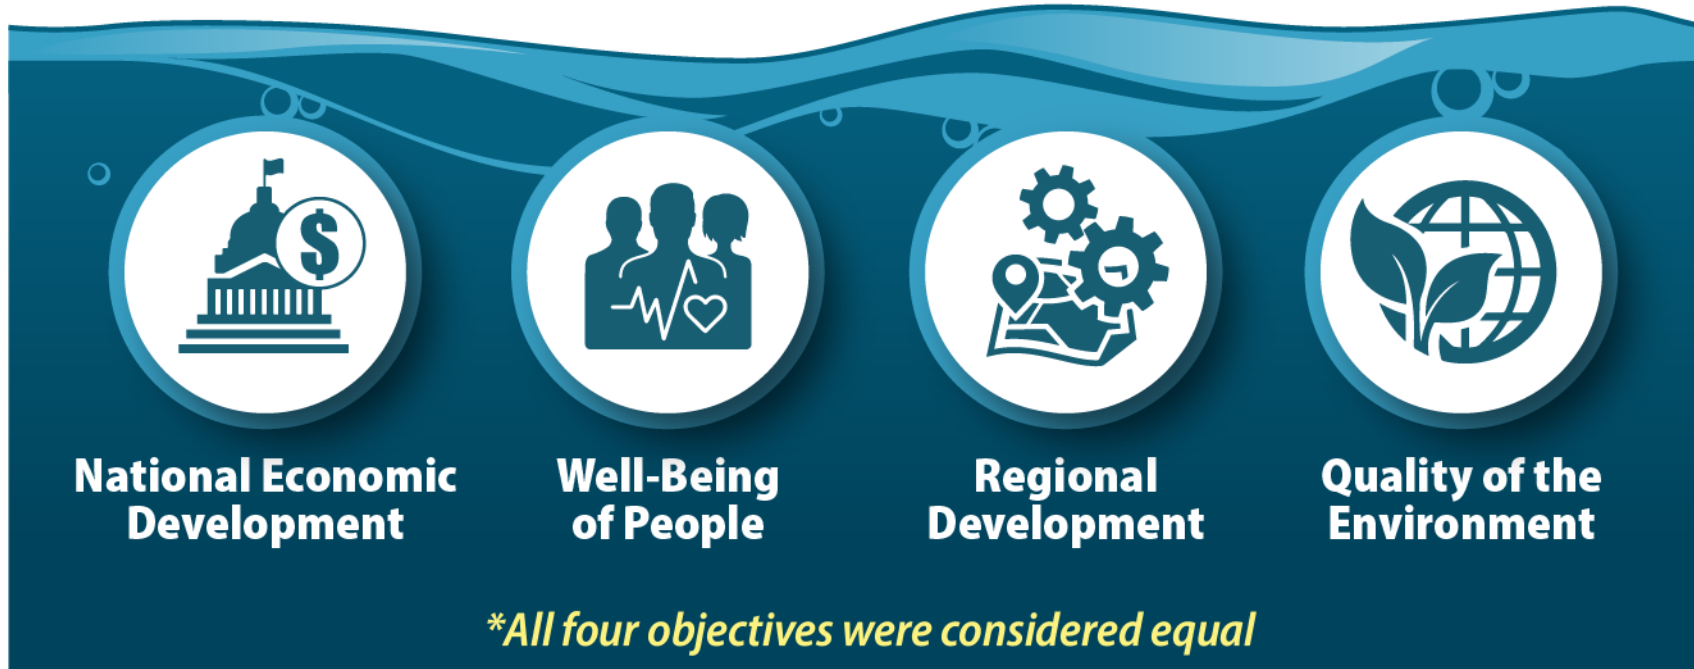 $
National Economic
Development
Well-Being
of People
Regional
Development
Quality of the
Environment
*All four objectives were considered equal